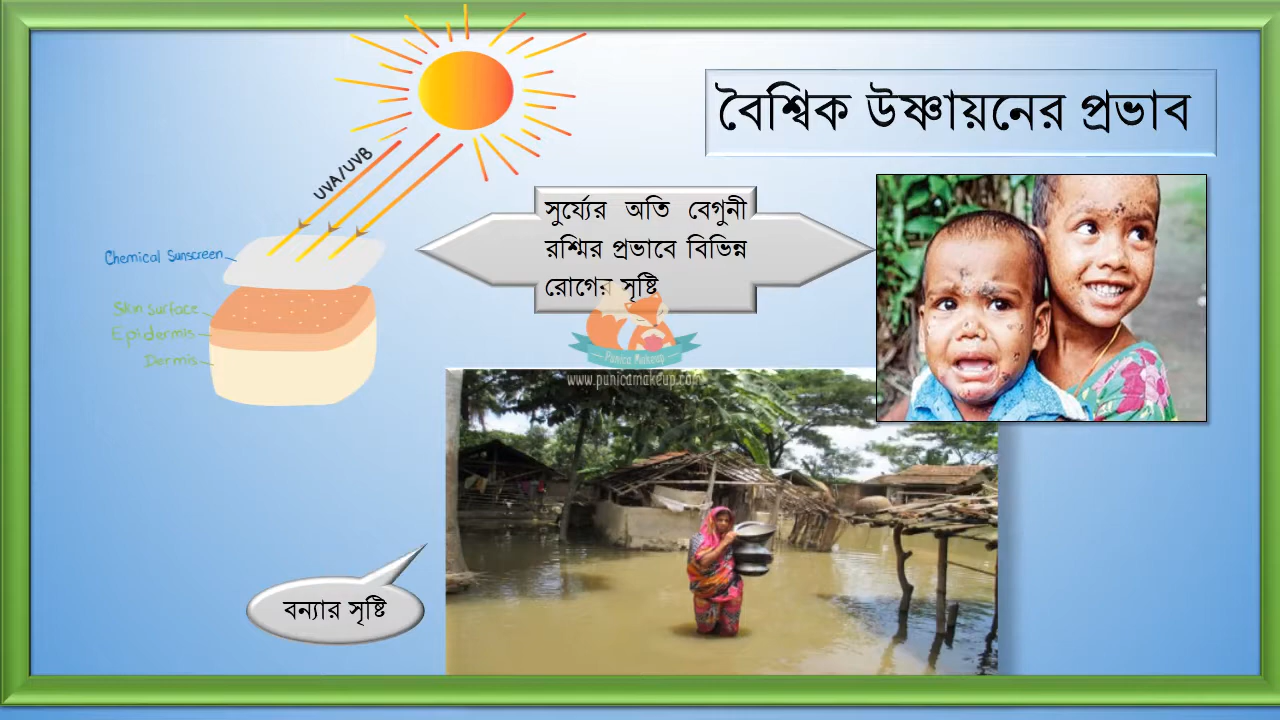 বৈশ্বিক উষ্ণায়নের প্রভাব
UVA/UVB
সুর্য্যের অতি বেগুনী
রশ্মির প্রভাবে বিভিন্ন
রোগের সৃষ্টি
Chemical Sunscreen
Skin surface
Epidermis
Dermis
Punica Makeup
www.punicamakeup.com
বন্যার সৃষ্টি